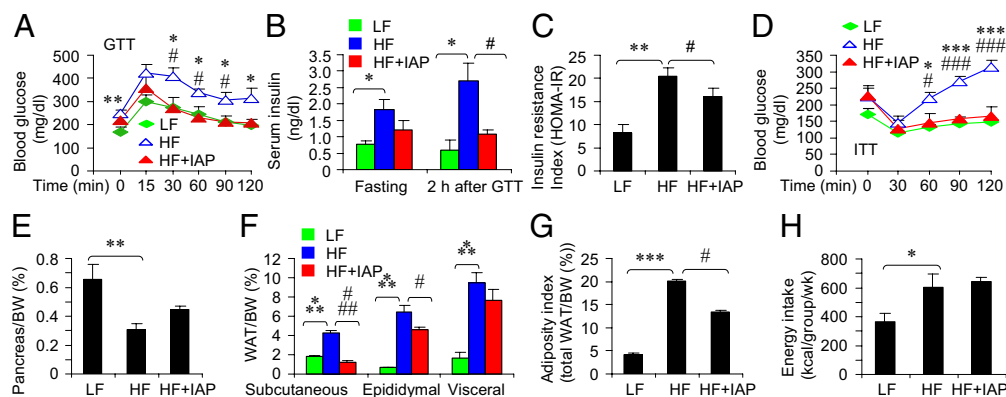 A
GTT
Blood glucose
(mg/dl)
500
400
300
200
100
0
**
*
#
*
#
*
#
*
LF
HF
HF+IAP
Time (min)
0 15 30 60 90 120
B
LF
HF
HF+IAP
Serum insulin
(ng/dl)
3.5
3.0
2.5
2.0
1.5
1.0
0.5
0
*
*
#
Fasting
2 h after GTT
C
Insulin resistance
Index (HOMA-IR)
30
25
20
15
10
5
0
**
#
LF HF HF+IAP
D
LF
HF
HF+IAP
Blood glucose
(mg/dl)
350
300
250
200
150
100
50
0
*
#
***
###
***
###
ITT
Time (min)
0 30 60 90 120
E
Pancreas/BW (%)
0.8
0.6
0.4
0.2
0
**
LF HF HF+IAP
F
LF
HF
HF+IAP
WAT/BW (%)
12
10
8
6
4
2
0
*
**
#
##
*
**
#
*
**
Subcutaneous Epididymal Visceral
G
Adiposity index
(total WAT/BW (%))
25
20
15
10
5
0
***
#
LF HF HF+IAP
H
Energy intake
(kcal/group/wk)
1000
800
600
400
200
0
*
LF HF HF+IAP